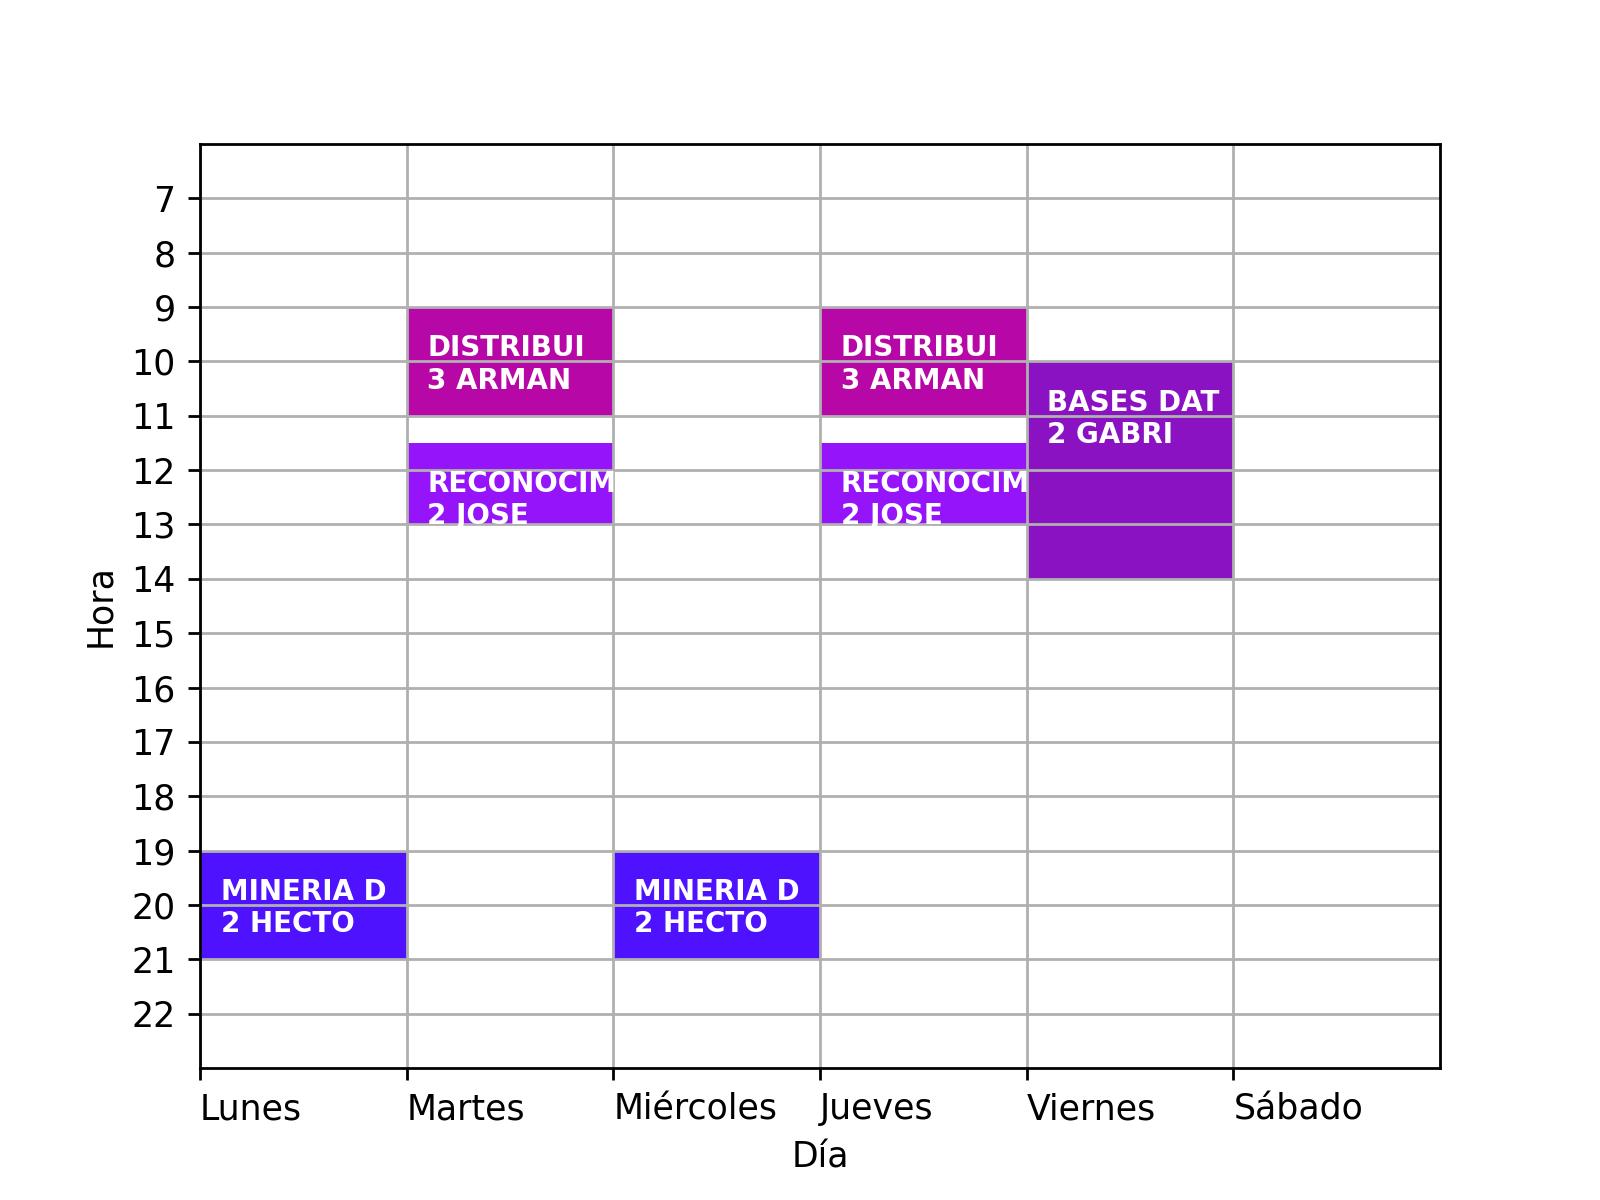 7
8
9
DISTRIBUI
3 ARMAN
DISTRIBUI
3 ARMAN
10
BASES DAT
2 GABRI
11
12
RECONOCIM
2 JOSE
RECONOCIM
2 JOSE
13
14
Hora
15
16
17
18
19
MINERIA D
2 HECTO
MINERIA D
2 HECTO
20
21
22
Lunes Martes Miércoles Jueves Viernes Sábado
Día